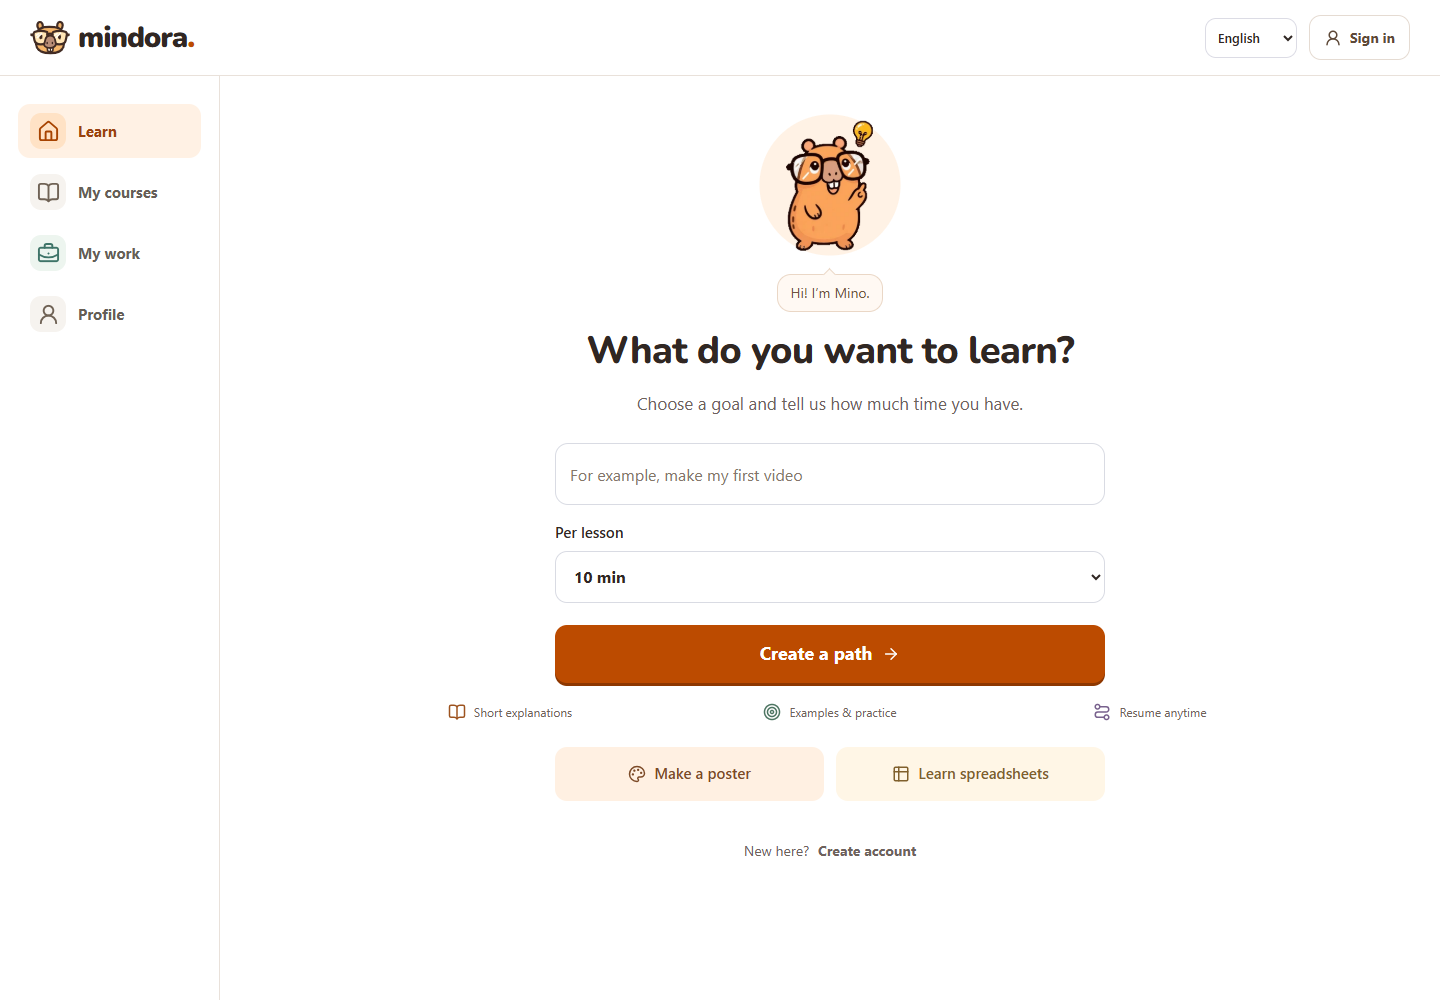 mindora.
English
Sign in
Learn
My courses
My work
Profile
Hi! I'm Mino.
What do you want to learn?
Choose a goal and tell us how much time you have.
For example, make my first video
Per lesson
10 min
Create a path
Short explanations
Examples & practice
Resume anytime
Make a poster
Learn spreadsheets
New here? Create account